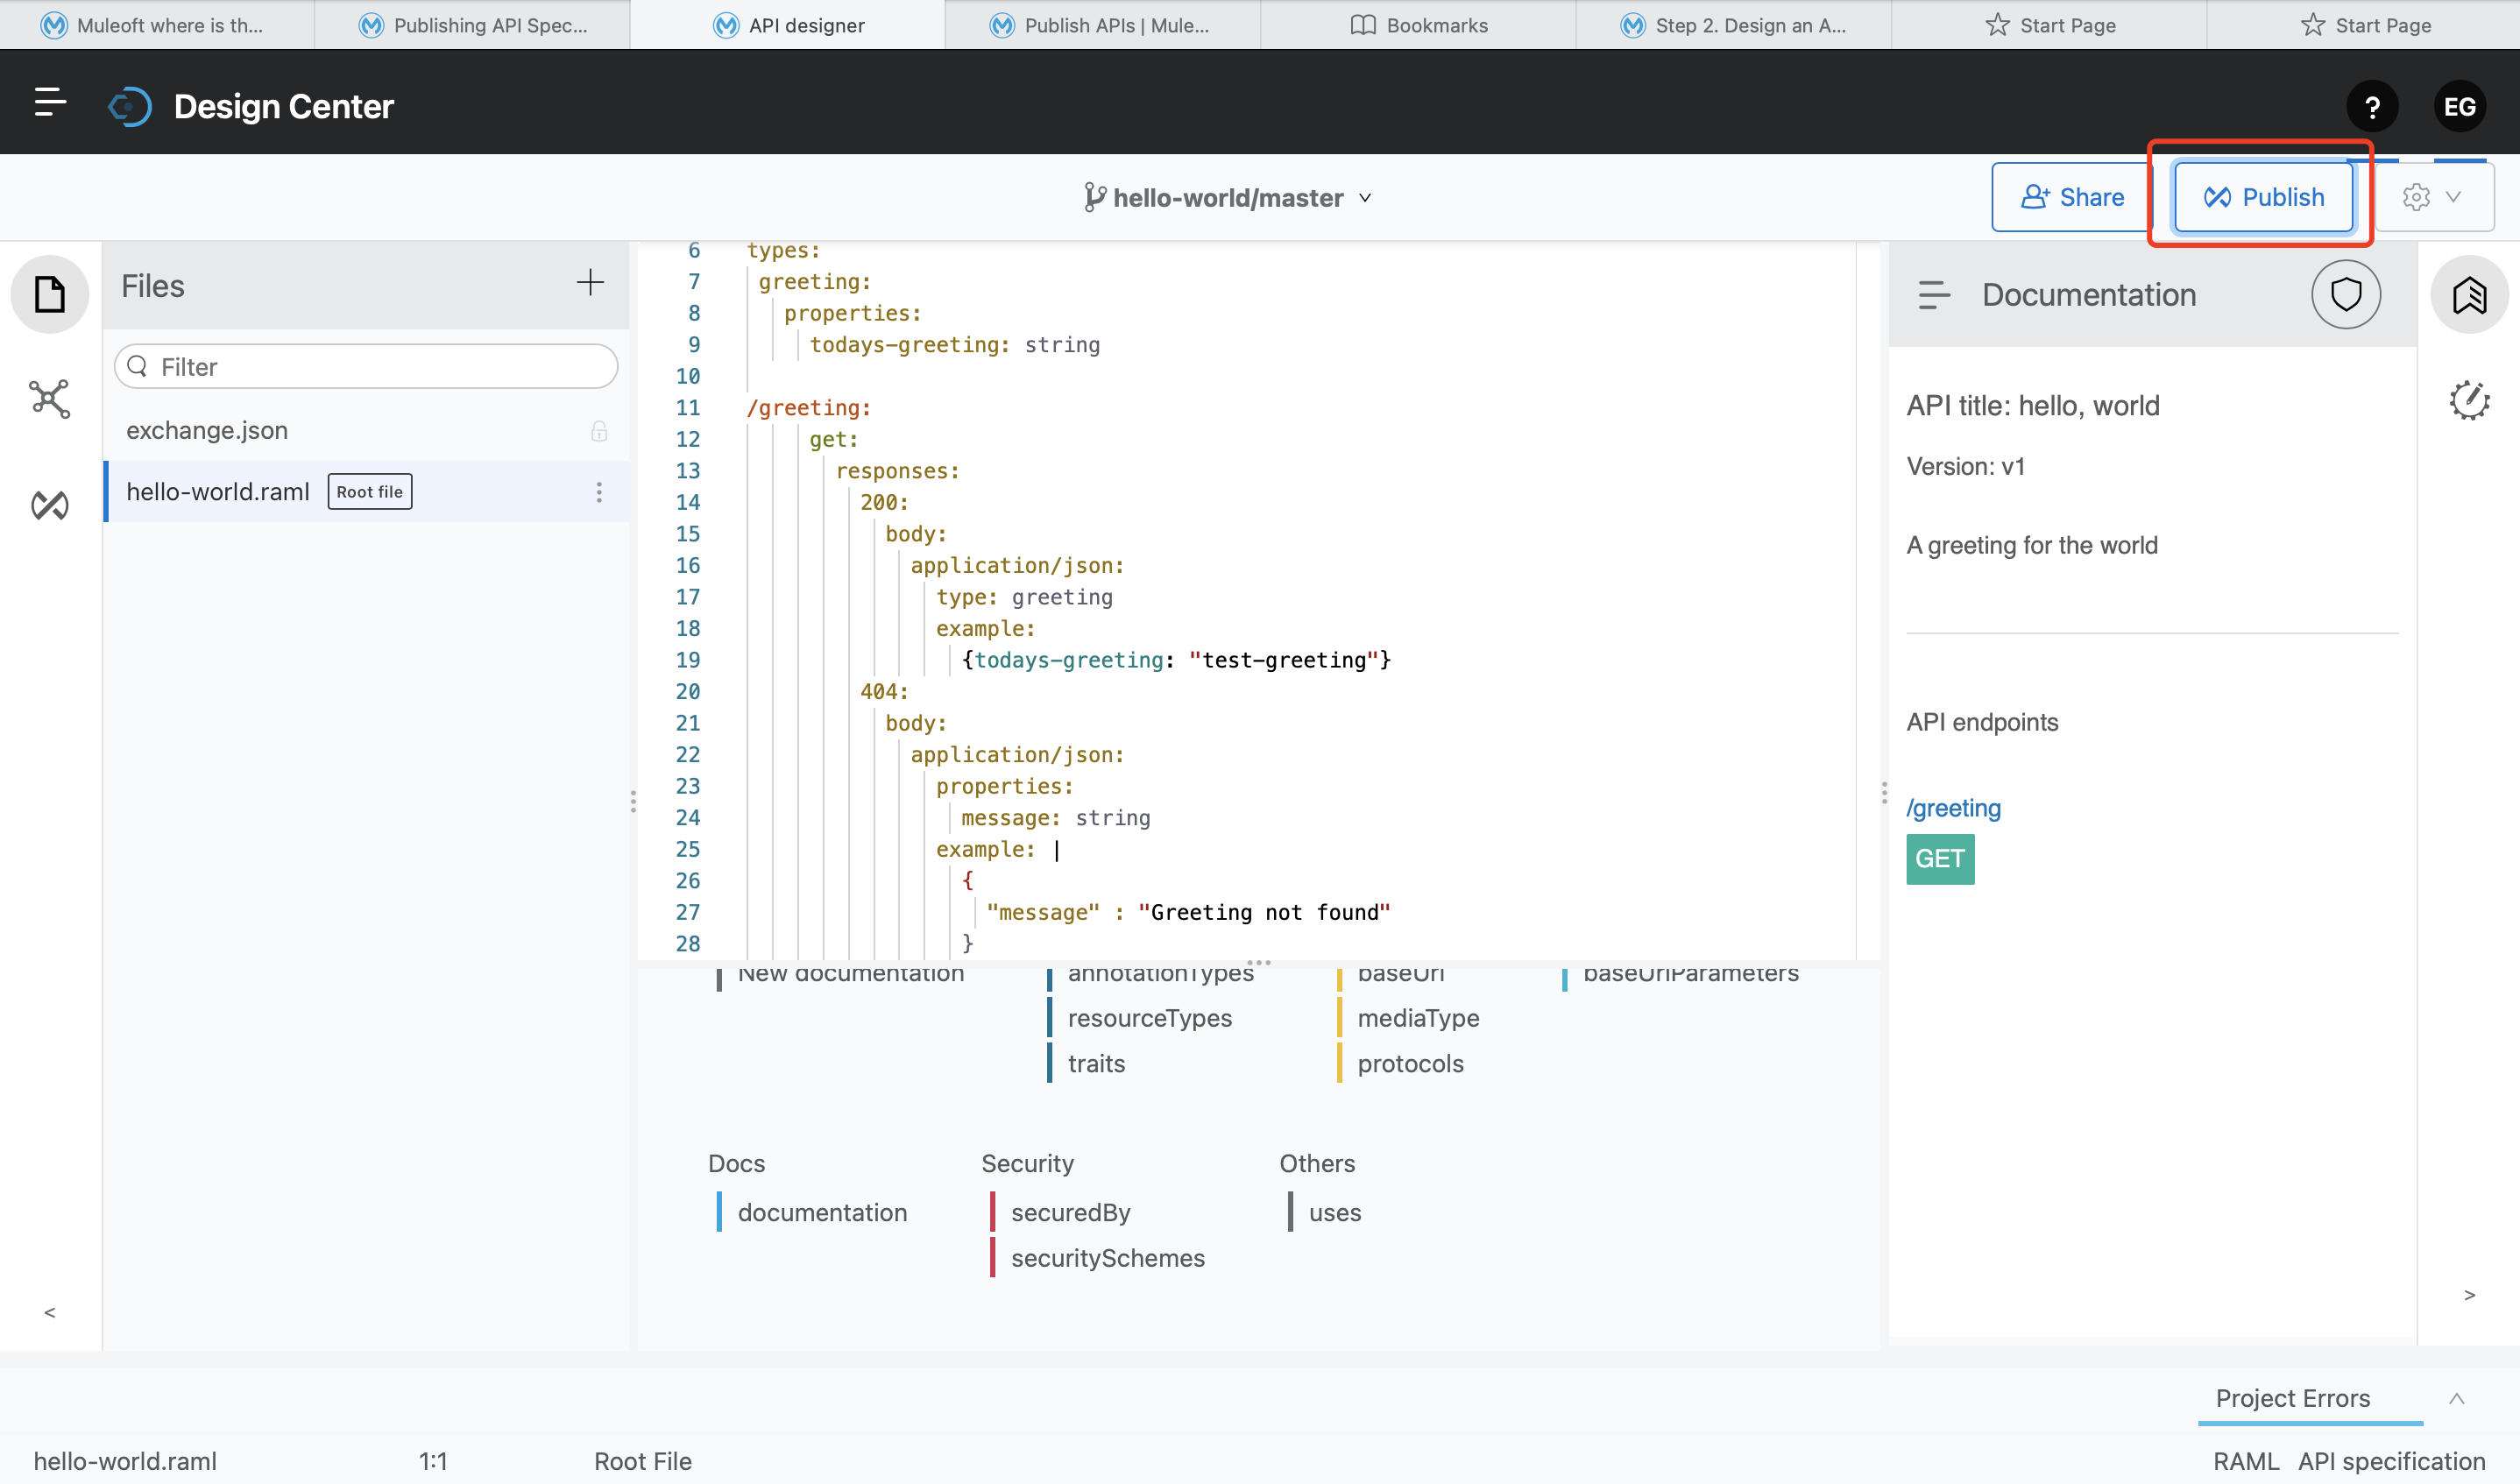 Muleoft where is th...
Publishing API Spec...
API designer
Publish APIs | Mule...
Bookmarks
Step 2. Design an A...
Start Page
Start Page
Design Center
?
EG
hello-world/master
Share
Publish
Files
Filter
exchange.json
hello-world.raml Root file
6 types:
7 greeting:
8 properties:
9 todays-greeting: string
10
11 /greeting:
12 get:
13 responses:
14 200:
15 body:
16 application/json:
17 type: greeting
18 example:
19 {todays-greeting: "test-greeting"}
20 404:
21 body:
22 application/json:
23 properties:
24 message: string
25 example: |
26 {
27 "message" : "Greeting not found"
28 }
New documentation
annotationTypes
baseUri
baseUriParameters
resourceTypes
mediaType
traits
protocols
Docs
Security
Others
documentation
securedBy
uses
securitySchemes
Documentation
API title: hello, world
Version: v1
A greeting for the world
API endpoints
/greeting
GET
<
>
Project Errors
hello-world.raml
1:1
Root File
RAML
API specification